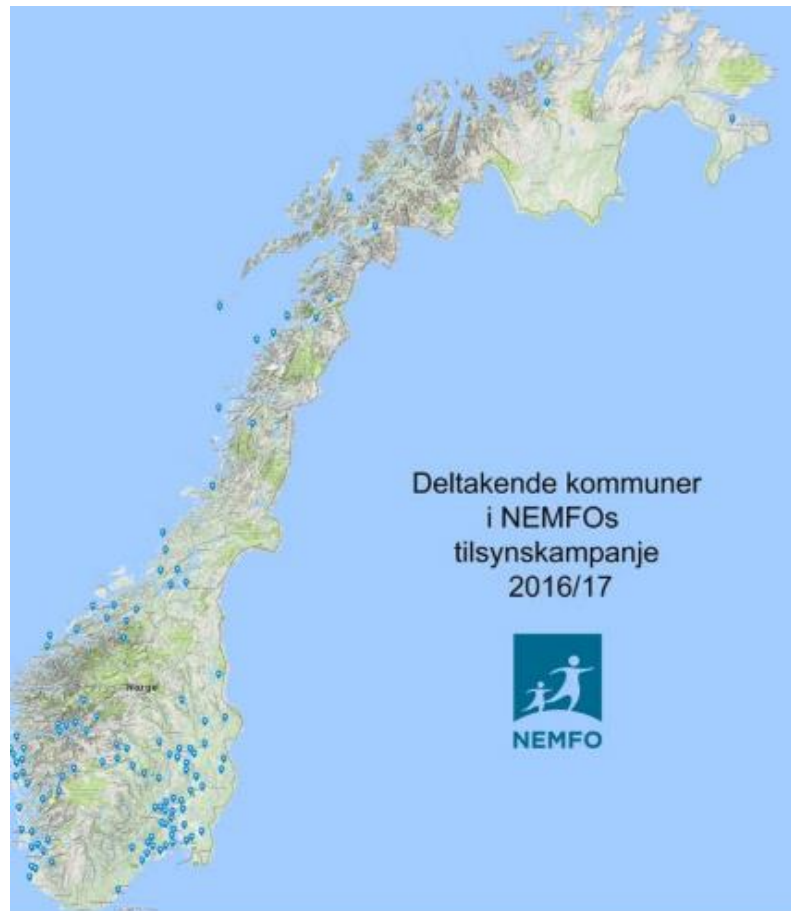 Norge
Deltakende kommuner
i NEMFOs
tilsynskampanje
2016/17
NEMFO